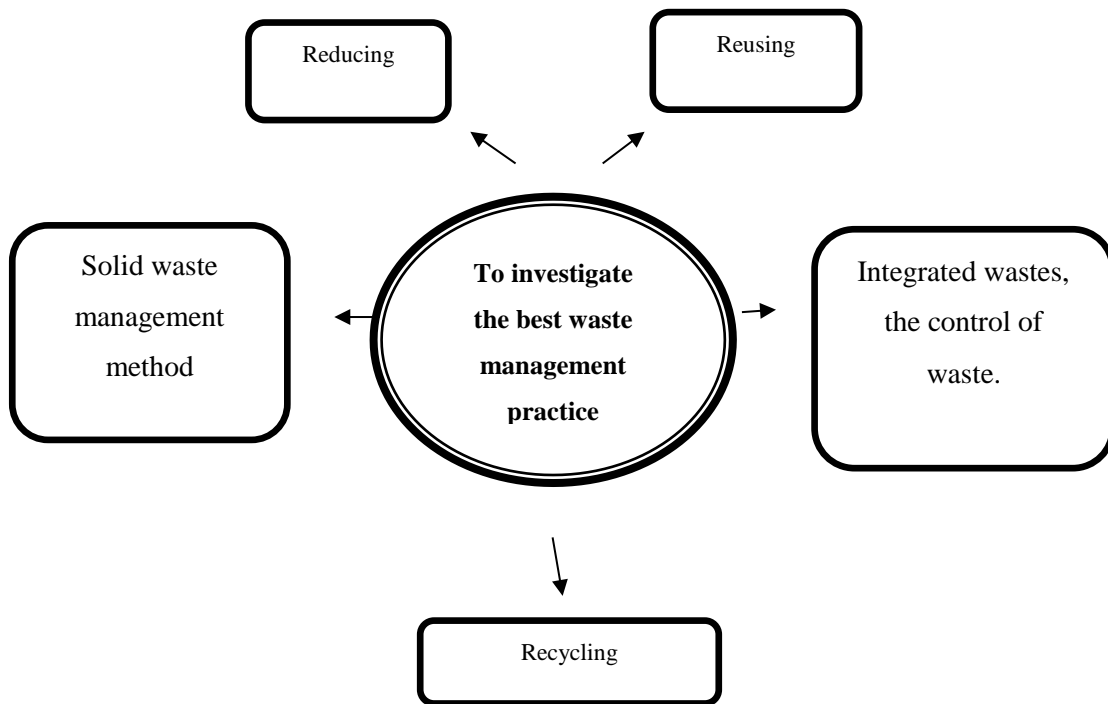 Reducing
Reusing
Solid waste
management
method
To investigate
the best waste
management
practice
Integrated wastes,
the control of
waste.
Recycling